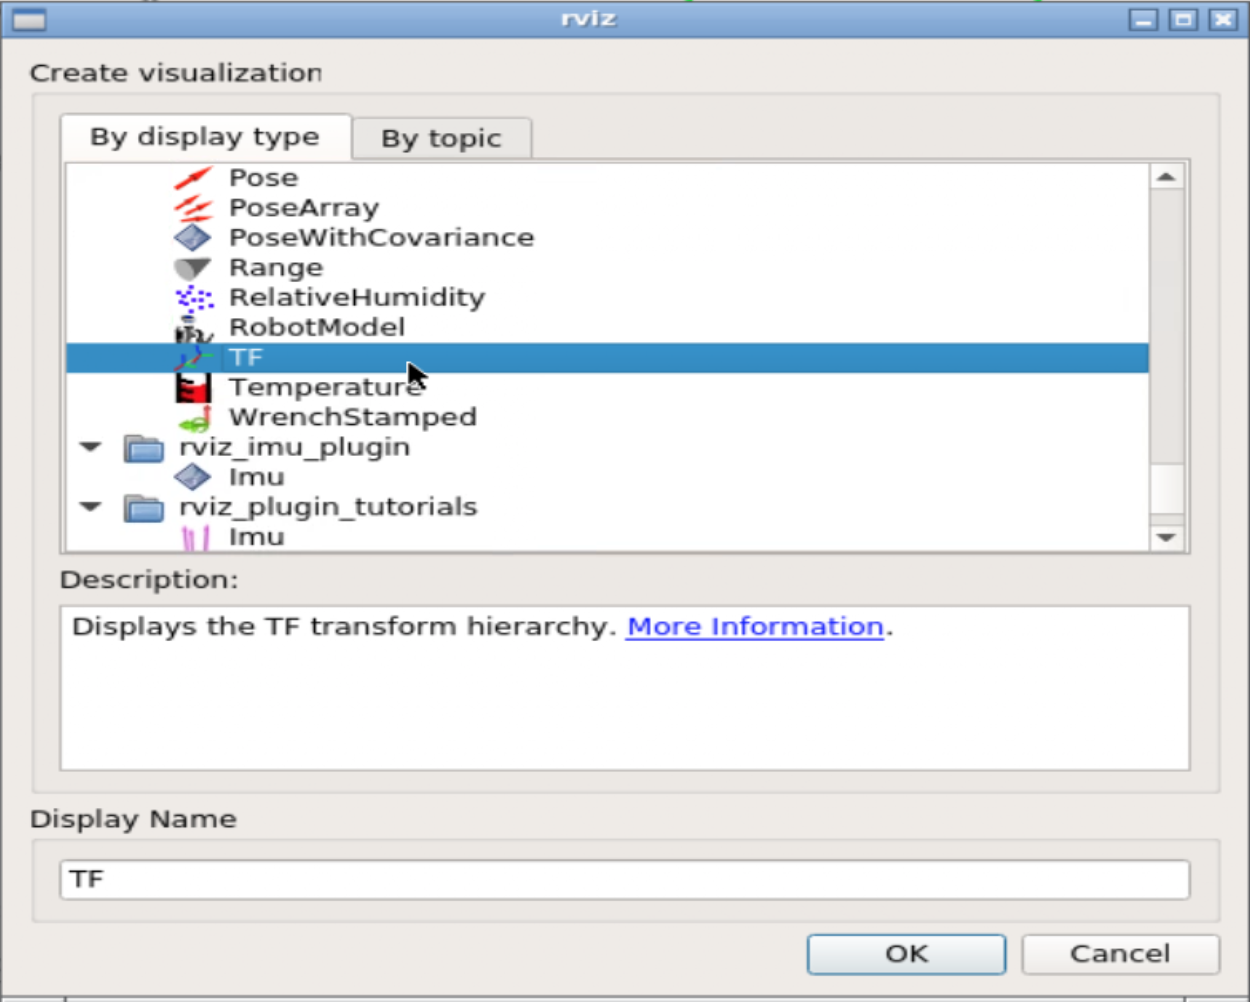 rviz
Create visualization
By display type By topic
Pose
PoseArray
PoseWithCovariance
Range
RelativeHumidity
RobotModel
TF
Temperature
WrenchStamped
rviz_imu_plugin
Imu
rviz_plugin_tutorials
Imu
Description:
Displays the TF transform hierarchy. More Information.
Display Name
TF
OK Cancel